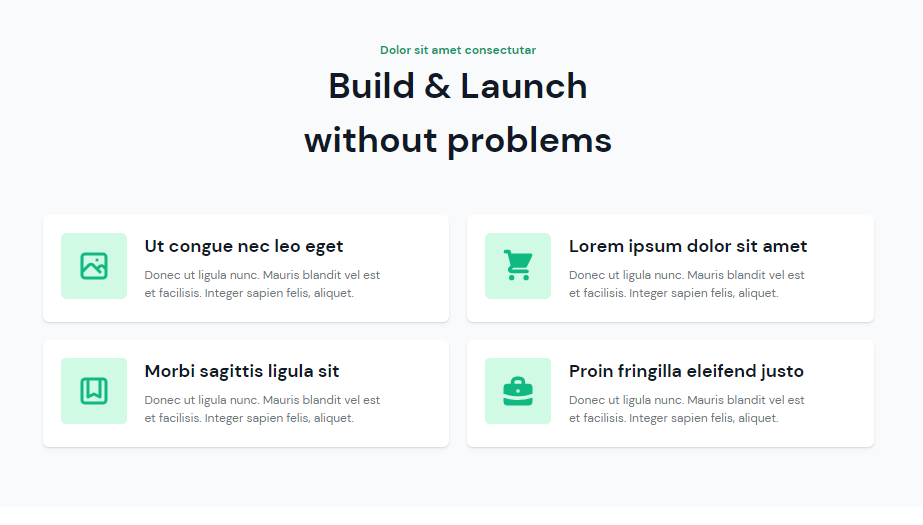 Dolor sit amet consectutar
Build & Launch
without problems
Ut congue nec leo eget
Donec ut ligula nunc. Mauris blandit vel est
et facilisis. Integer sapien felis, aliquet.
Lorem ipsum dolor sit amet
Donec ut ligula nunc. Mauris blandit vel est
et facilisis. Integer sapien felis, aliquet.
Morbi sagittis ligula sit
Donec ut ligula nunc. Mauris blandit vel est
et facilisis. Integer sapien felis, aliquet.
Proin fringilla eleifend justo
Donec ut ligula nunc. Mauris blandit vel est
et facilisis. Integer sapien felis, aliquet.